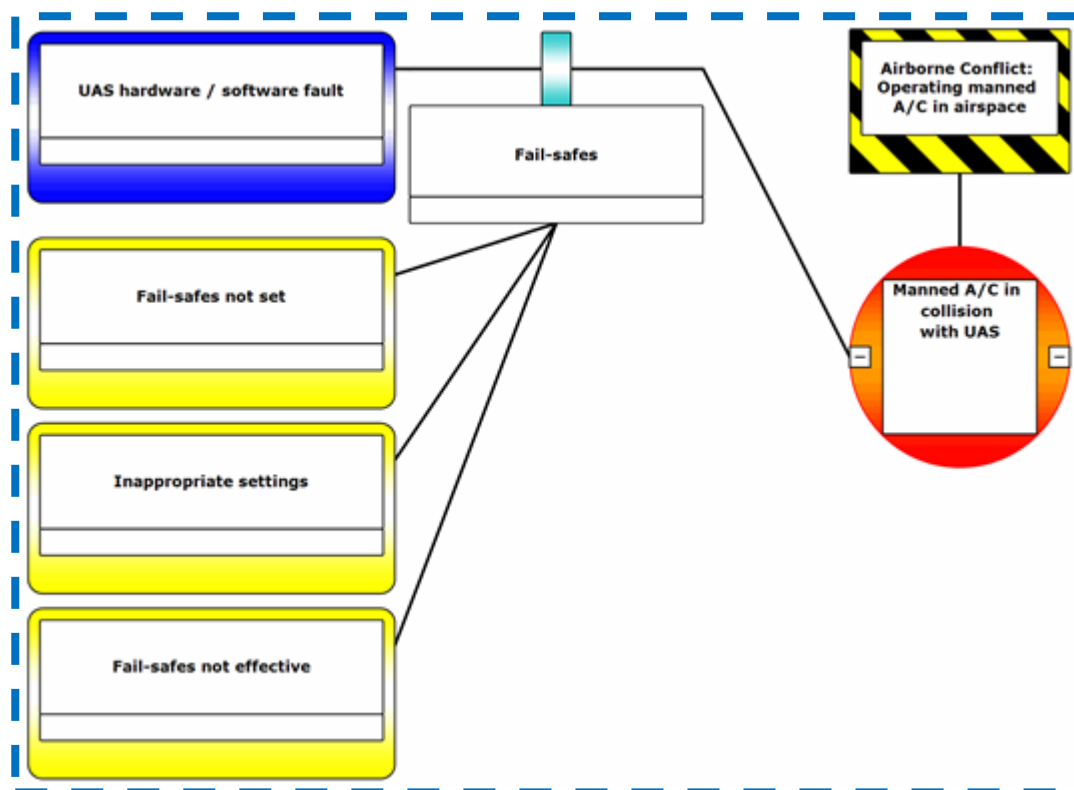 UAS hardware / software fault
Fail-safes
Airborne Conflict:
Operating manned
A/C in airspace
Fail-safes not set
Manned A/C in
collision
with UAS
Inappropriate settings
Fail-safes not effective